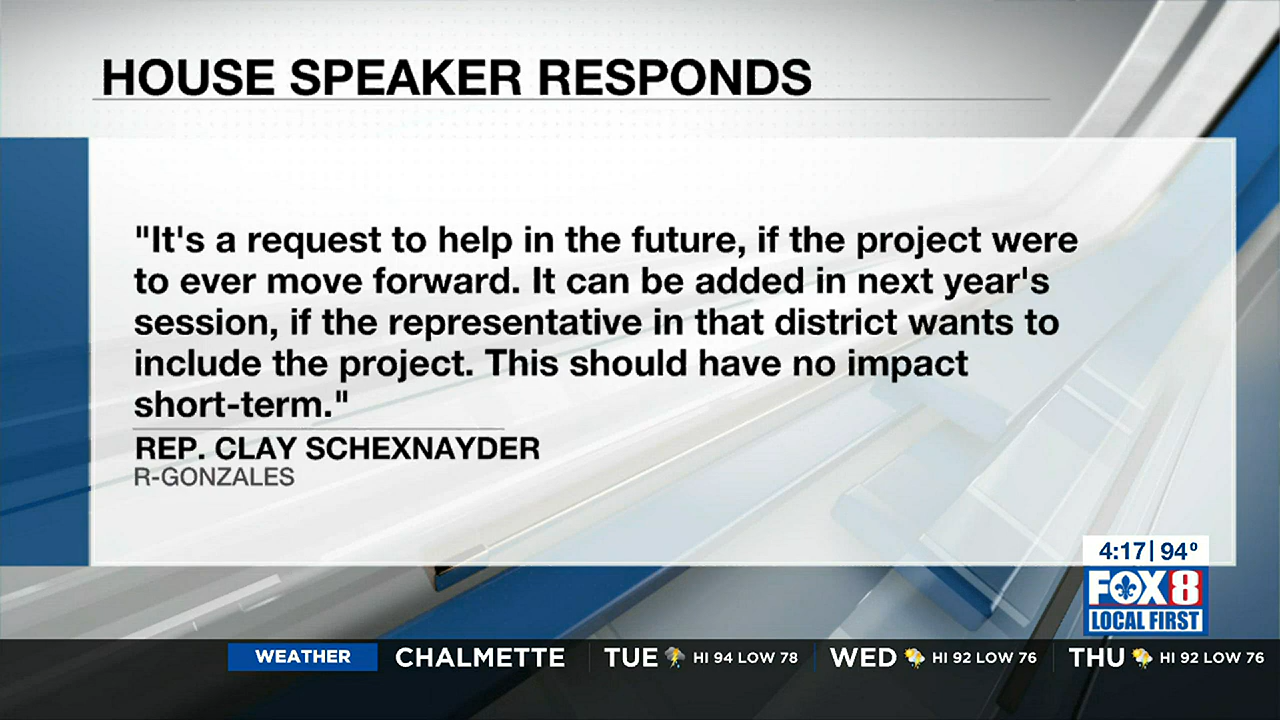 HOUSE SPEAKER RESPONDS
"It's a request to help in the future, if the project were
to ever move forward. It can be added in next year's
session, if the representative in that district wants to
include the project. This should have no impact
short-term."
REP. CLAY SCHEXNAYDER
R-GONZALES
4:17| 94º
FOX 8
LOCAL FIRST
WEATHER CHALMETTE TUE HI 94 LOW 78 WED HI 92 LOW 76 THU HI 92 LOW 76